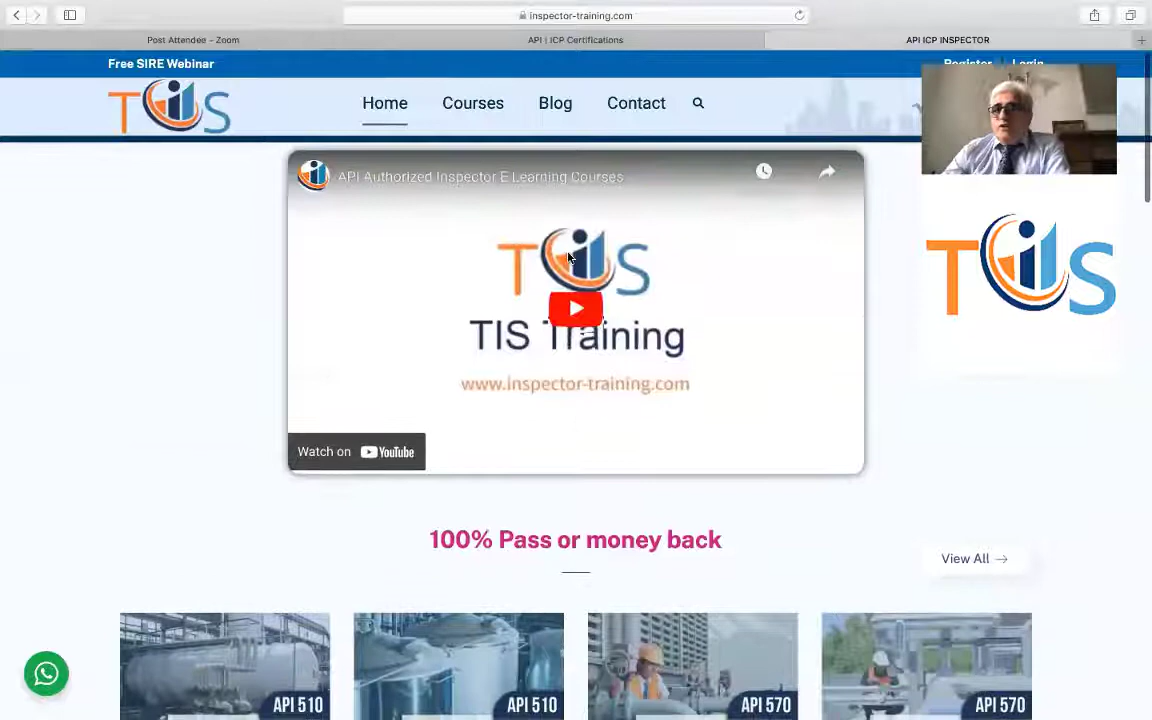 inspector-training.com
Post Attendee – Zoom
API | ICP Certifications
API ICP INSPECTOR
Free SIRE Webinar
Register | Login
TIS
Home
Courses
Blog
Contact
API Authorized Inspector E Learning Courses
TIS
TIS Training
www.inspector-training.com
Watch on YouTube
TIS
100% Pass or money back
View All
API 510
API 510
API 570
API 570